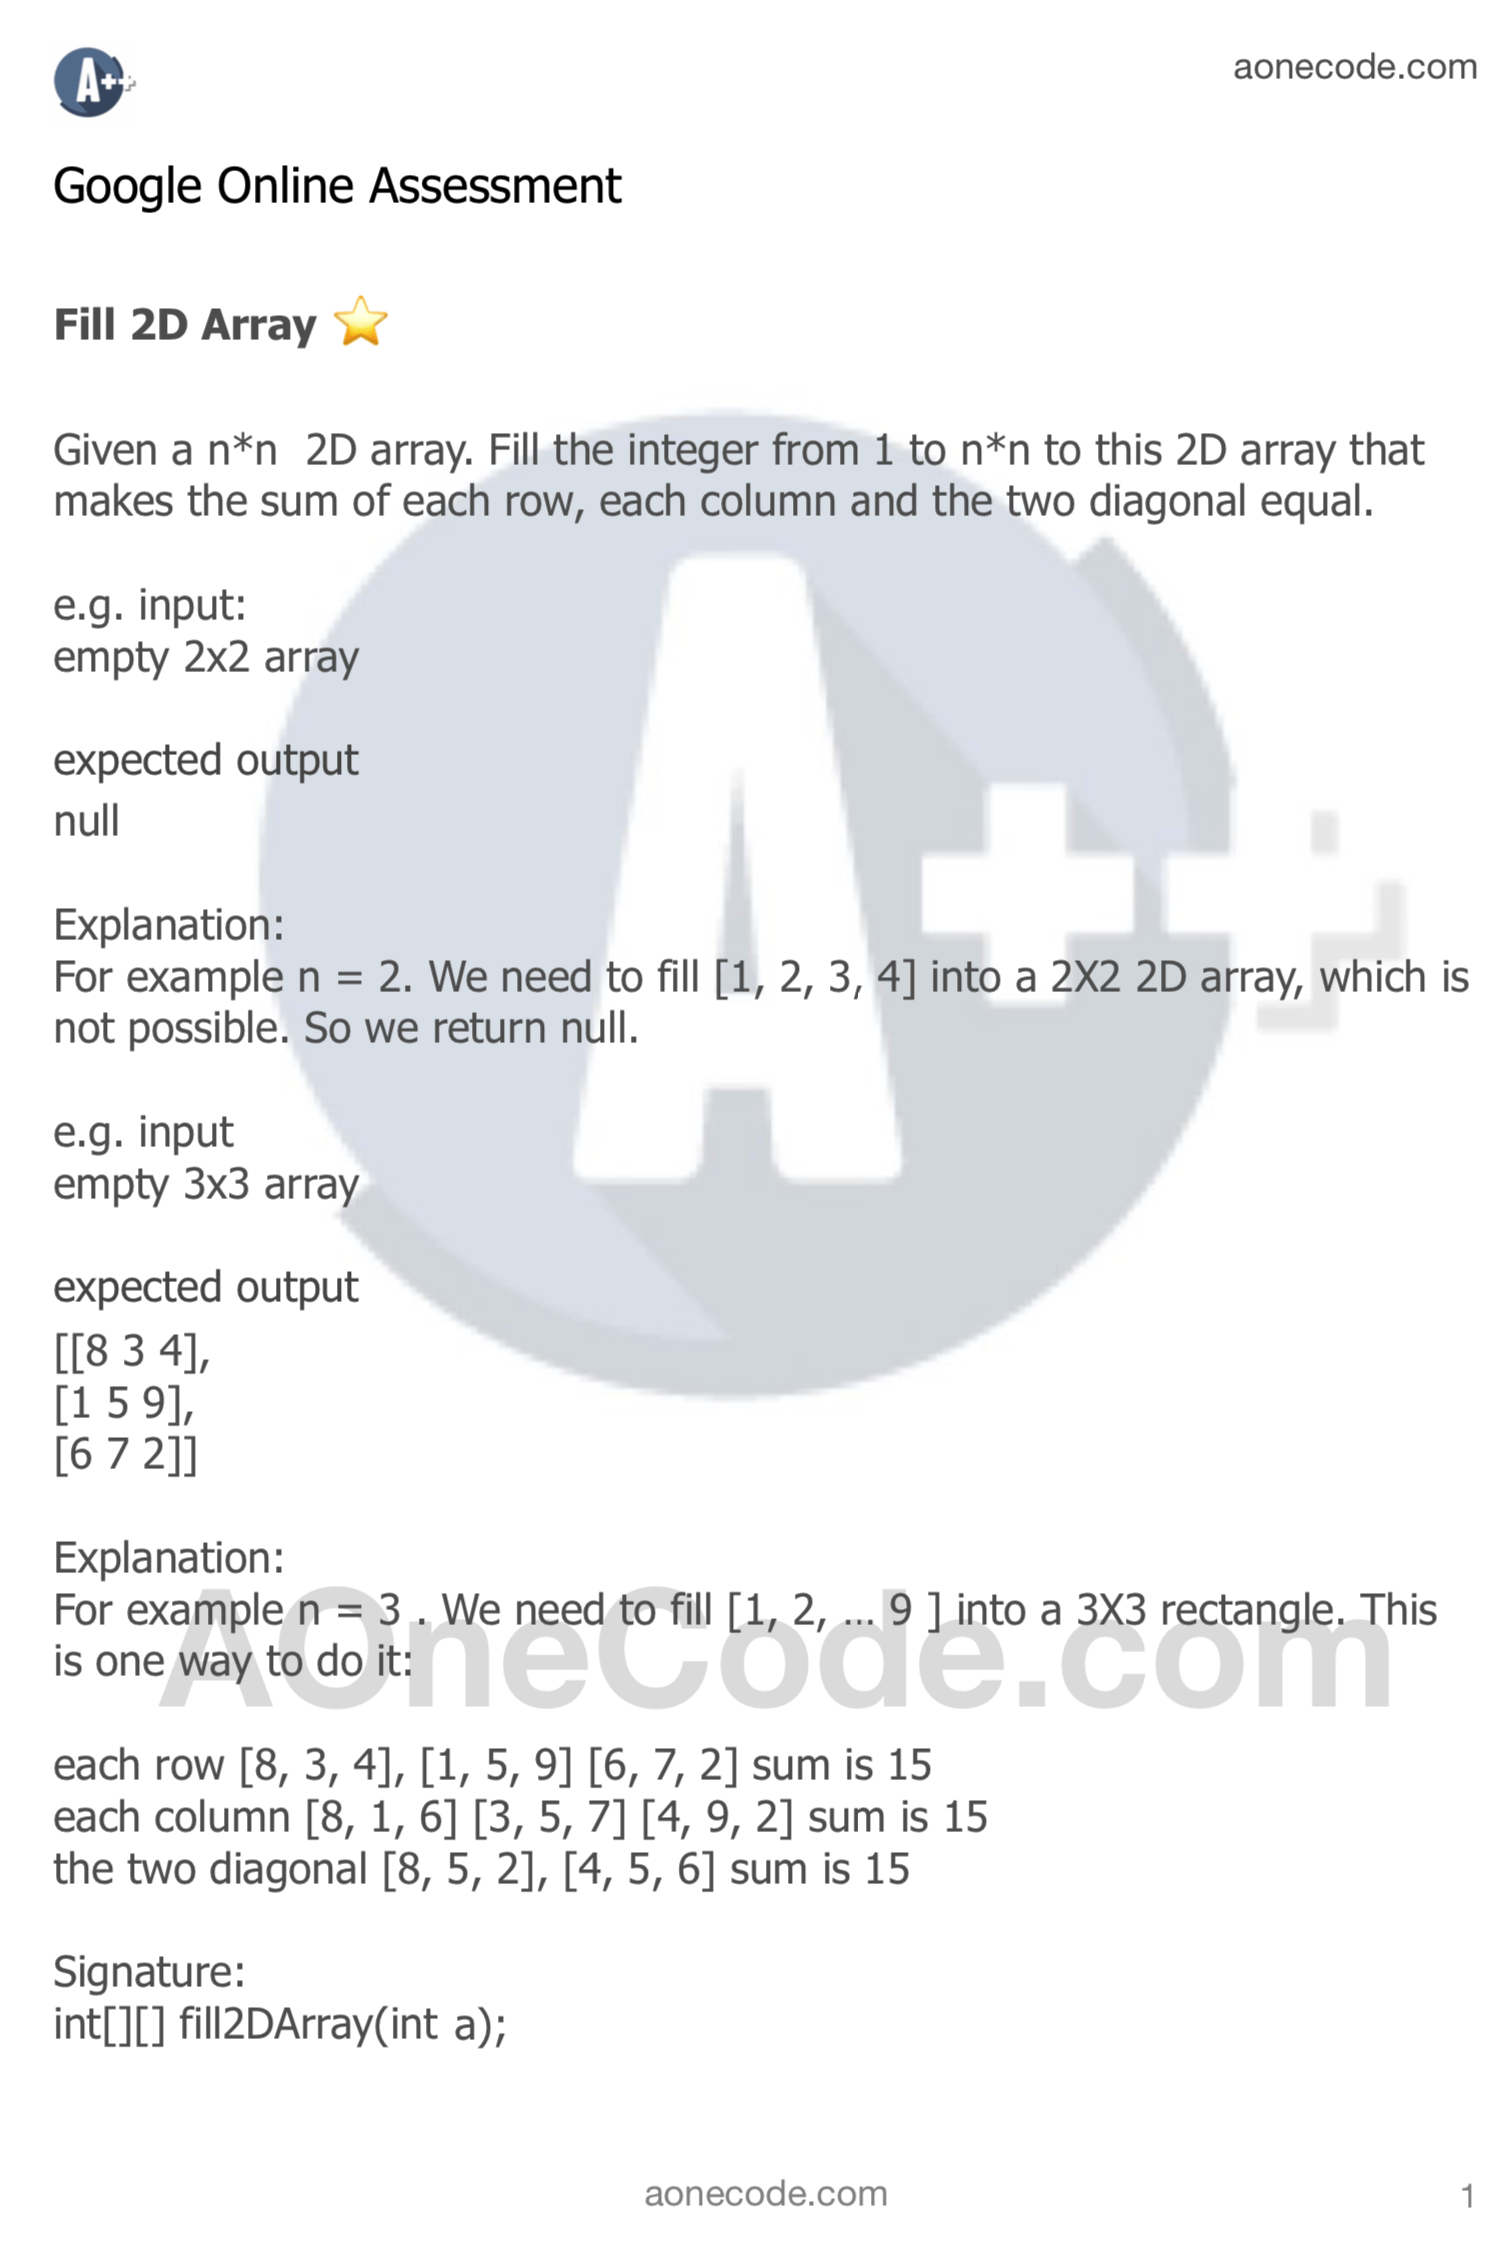 A++
aonecode.com
Google Online Assessment
Fill 2D Array ⭐
Given a n*n  2D array. Fill the integer from 1 to n*n to this 2D array that
makes the sum of each row, each column and the two diagonal equal.
e.g. input:
empty 2x2 array
expected output
null
Explanation:
For example n = 2. We need to fill [1, 2, 3, 4] into a 2X2 2D array, which is
not possible. So we return null.
e.g. input
empty 3x3 array
expected output
[[8 3 4],
[1 5 9],
[6 7 2]]
Explanation:
For example n = 3 . We need to fill [1, 2, ... 9 ] into a 3X3 rectangle. This
is one way to do it:
each row [8, 3, 4], [1, 5, 9] [6, 7, 2] sum is 15
each column [8, 1, 6] [3, 5, 7] [4, 9, 2] sum is 15
the two diagonal [8, 5, 2], [4, 5, 6] sum is 15
Signature:
int[][] fill2DArray(int a);
A++
AOneCode.com
aonecode.com
1